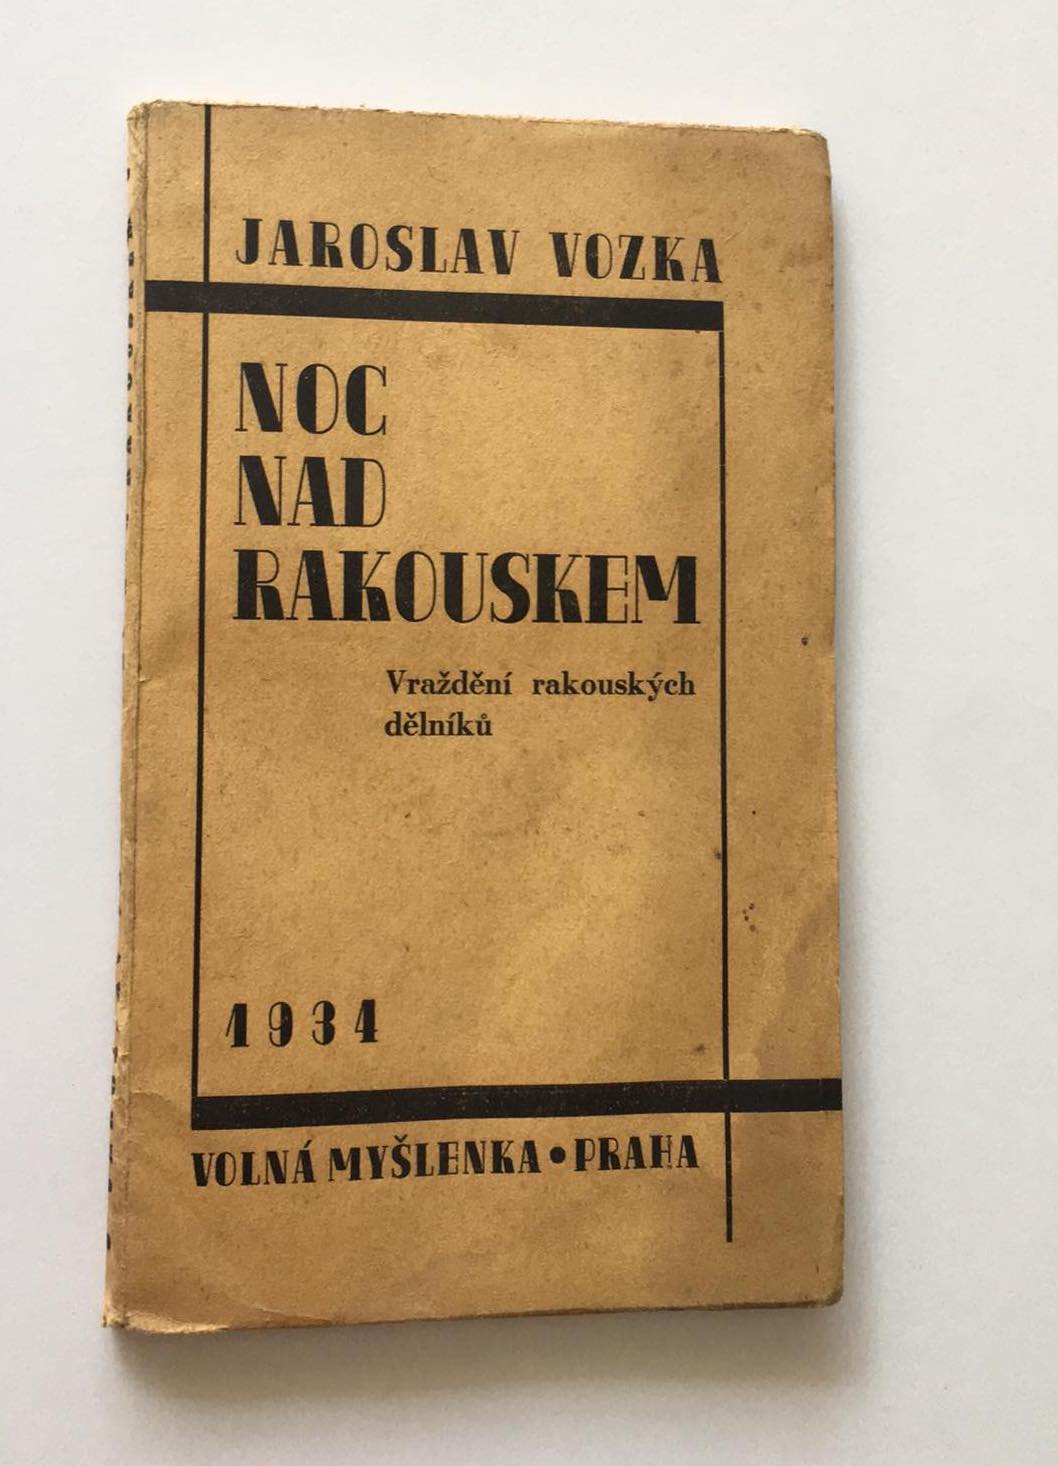 JAROSLAV VOZKA
NOC
NAD
RAKOUSKEM
Vraždění rakouských
dělníků
1934
VOLNÁ MYŠLENKA • PRAHA